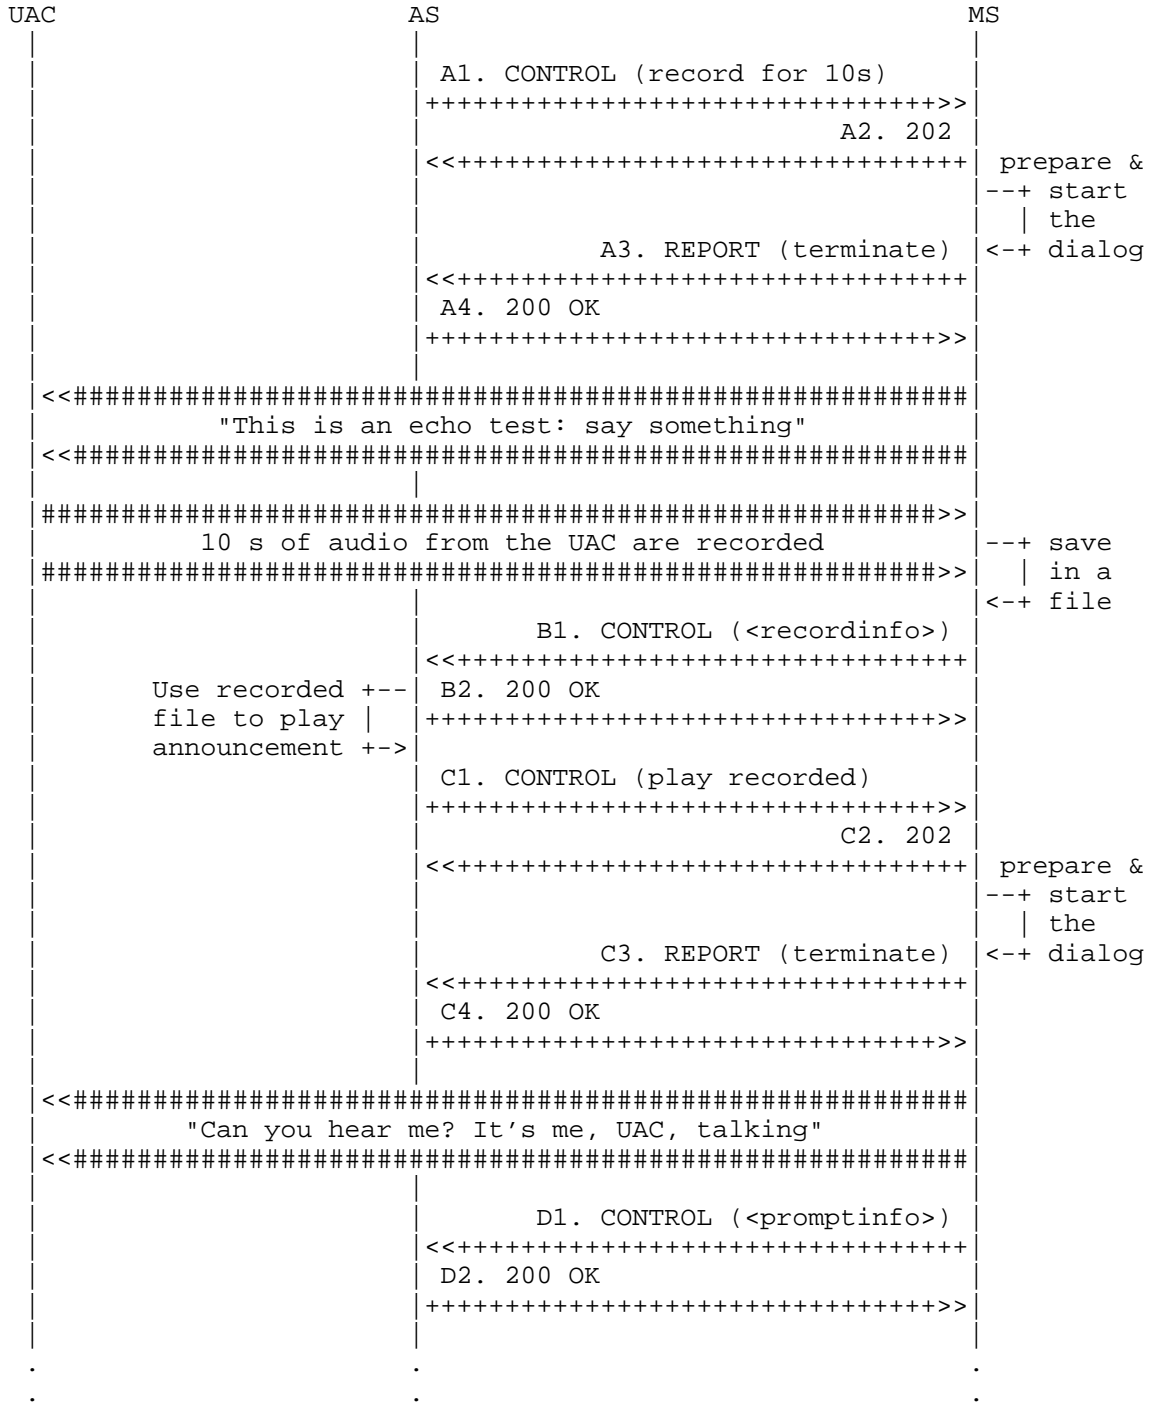 UAC AS MS
A1. CONTROL (record for 10s)
++++++++++++++++++++++++++++++++>>
A2. 202
<<++++++++++++++++++++++++++++++++ prepare &
--+ start
| the
A3. REPORT (terminate) <-+ dialog
<<++++++++++++++++++++++++++++++++
A4. 200 OK
++++++++++++++++++++++++++++++++>>
<<########################################################
"This is an echo test: say something"
<<########################################################
########################################################>>
10 s of audio from the UAC are recorded --+ save
########################################################>> | in a
<-+ file
B1. CONTROL (<recordinfo>)
<<++++++++++++++++++++++++++++++++
Use recorded +-- B2. 200 OK
file to play | ++++++++++++++++++++++++++++++++>>
announcement +->
C1. CONTROL (play recorded)
++++++++++++++++++++++++++++++++>>
C2. 202
<<++++++++++++++++++++++++++++++++ prepare &
--+ start
| the
C3. REPORT (terminate) <-+ dialog
<<++++++++++++++++++++++++++++++++
C4. 200 OK
++++++++++++++++++++++++++++++++>>
<<########################################################
"Can you hear me? It's me, UAC, talking"
<<########################################################
D1. CONTROL (<promptinfo>)
<<++++++++++++++++++++++++++++++++
D2. 200 OK
++++++++++++++++++++++++++++++++>>
. . .
. . .